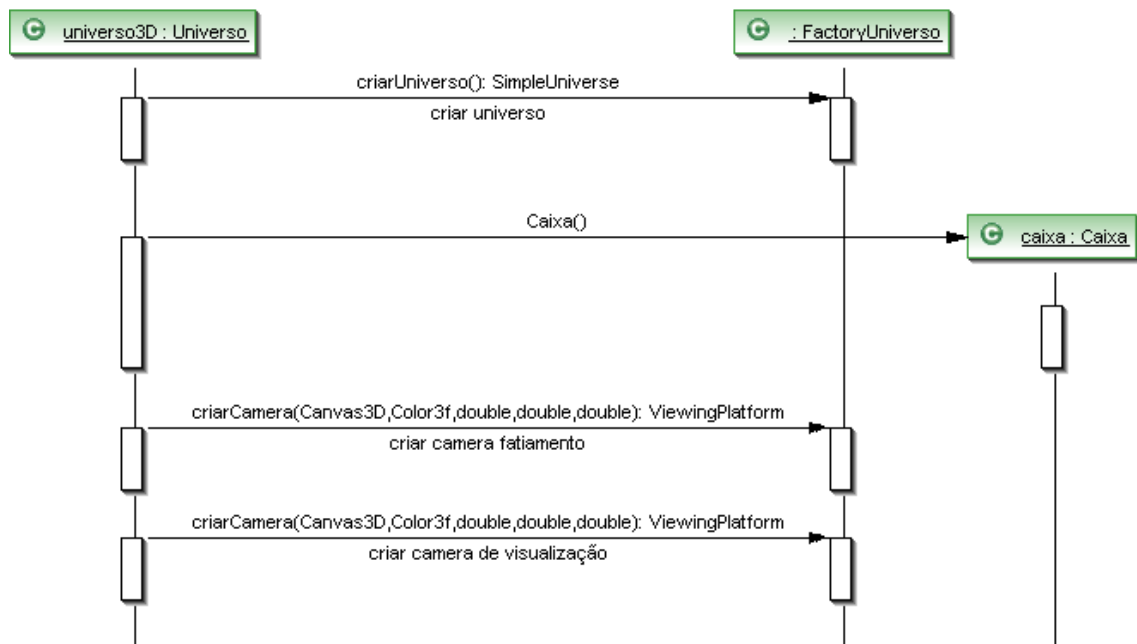 universo3D : Universo
: FactoryUniverso
criarUniverso(): SimpleUniverse
criar universo
Caixa()
caixa : Caixa
criarCamera(Canvas3D,Color3f,double,double,double): ViewingPlatform
criar camera fatiamento
criarCamera(Canvas3D,Color3f,double,double,double): ViewingPlatform
criar camera de visualização